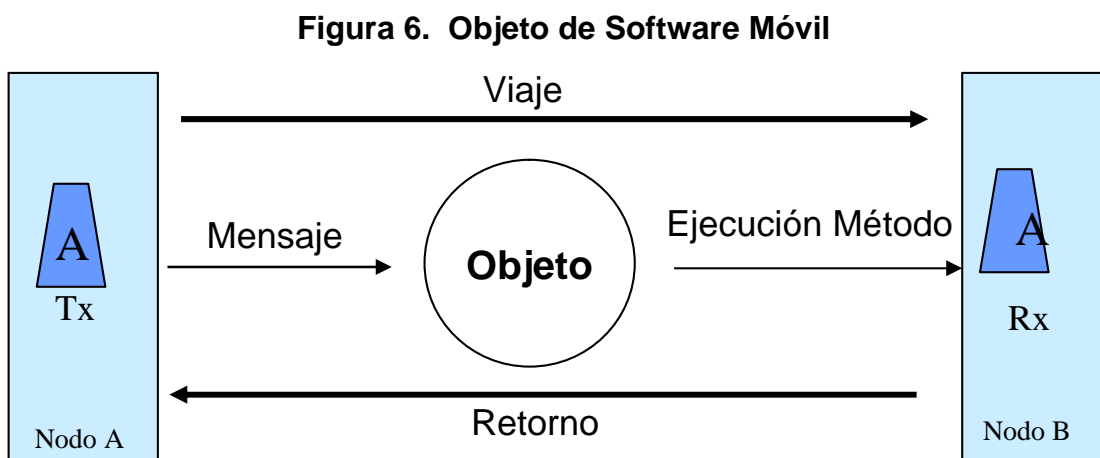 Figura 6. Objeto de Software Móvil
Viaje
A
Tx
Mensaje
Objeto
Ejecución Método
A
Rx
Retorno
Nodo A
Nodo B